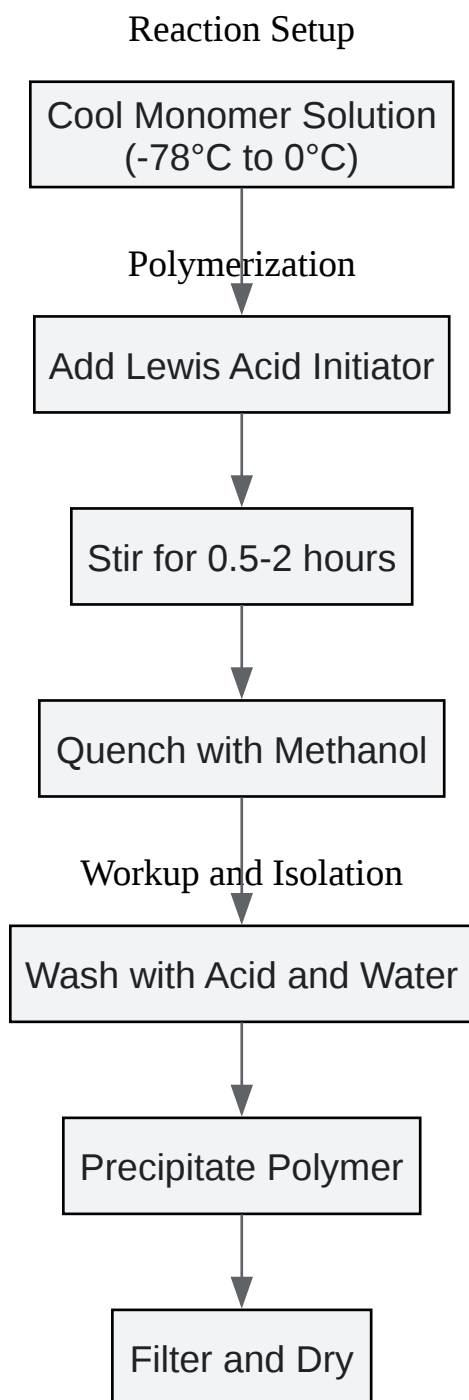 Reaction Setup
Cool Monomer Solution
(-78°C to 0°C)
Polymerization
Add Lewis Acid Initiator
Stir for 0.5-2 hours
Quench with Methanol
Workup and Isolation
Wash with Acid and Water
Precipitate Polymer
Filter and Dry